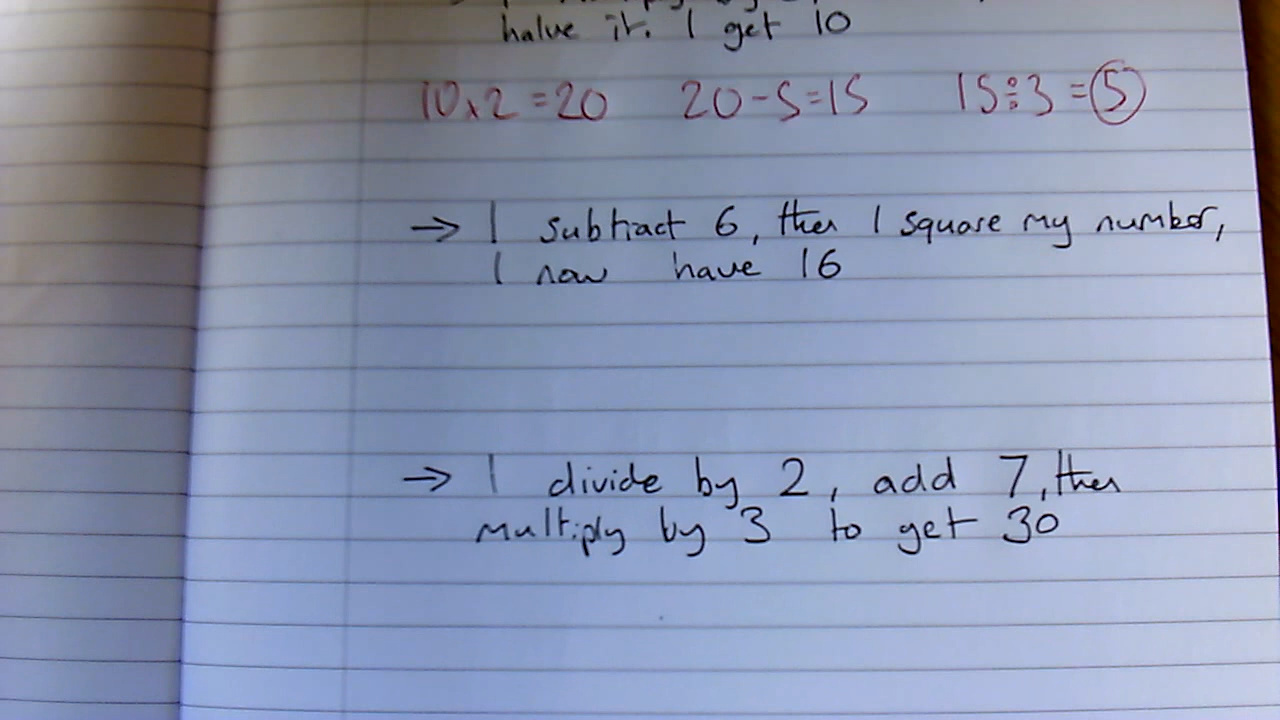 halve it. I get 10
10x2=20 20-5=15 15÷3=5
→ I subtract 6, then I square my number,
I now have 16
→ I divide by 2, add 7, then
multiply by 3 to get 30